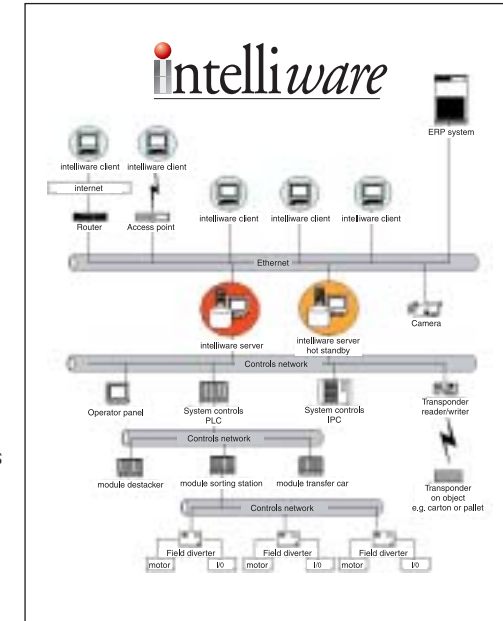 intelliware
ERP system
intelliware client intelliware client
internet
Router Access point
intelliware client intelliware client intelliware client
Ethernet
Camera
intelliware server
intelliware server
hot standby
Controls network
Operator panel
System controls
PLC
System controls
IPC
Transponder
reader/writer
Controls network
s
module destacker module sorting station module transfer car
Transponder
on object
e.g. carton or pallet
Controls network
Field diverter Field diverter Field diverter
motor I/0 motor I/0 motor I/0